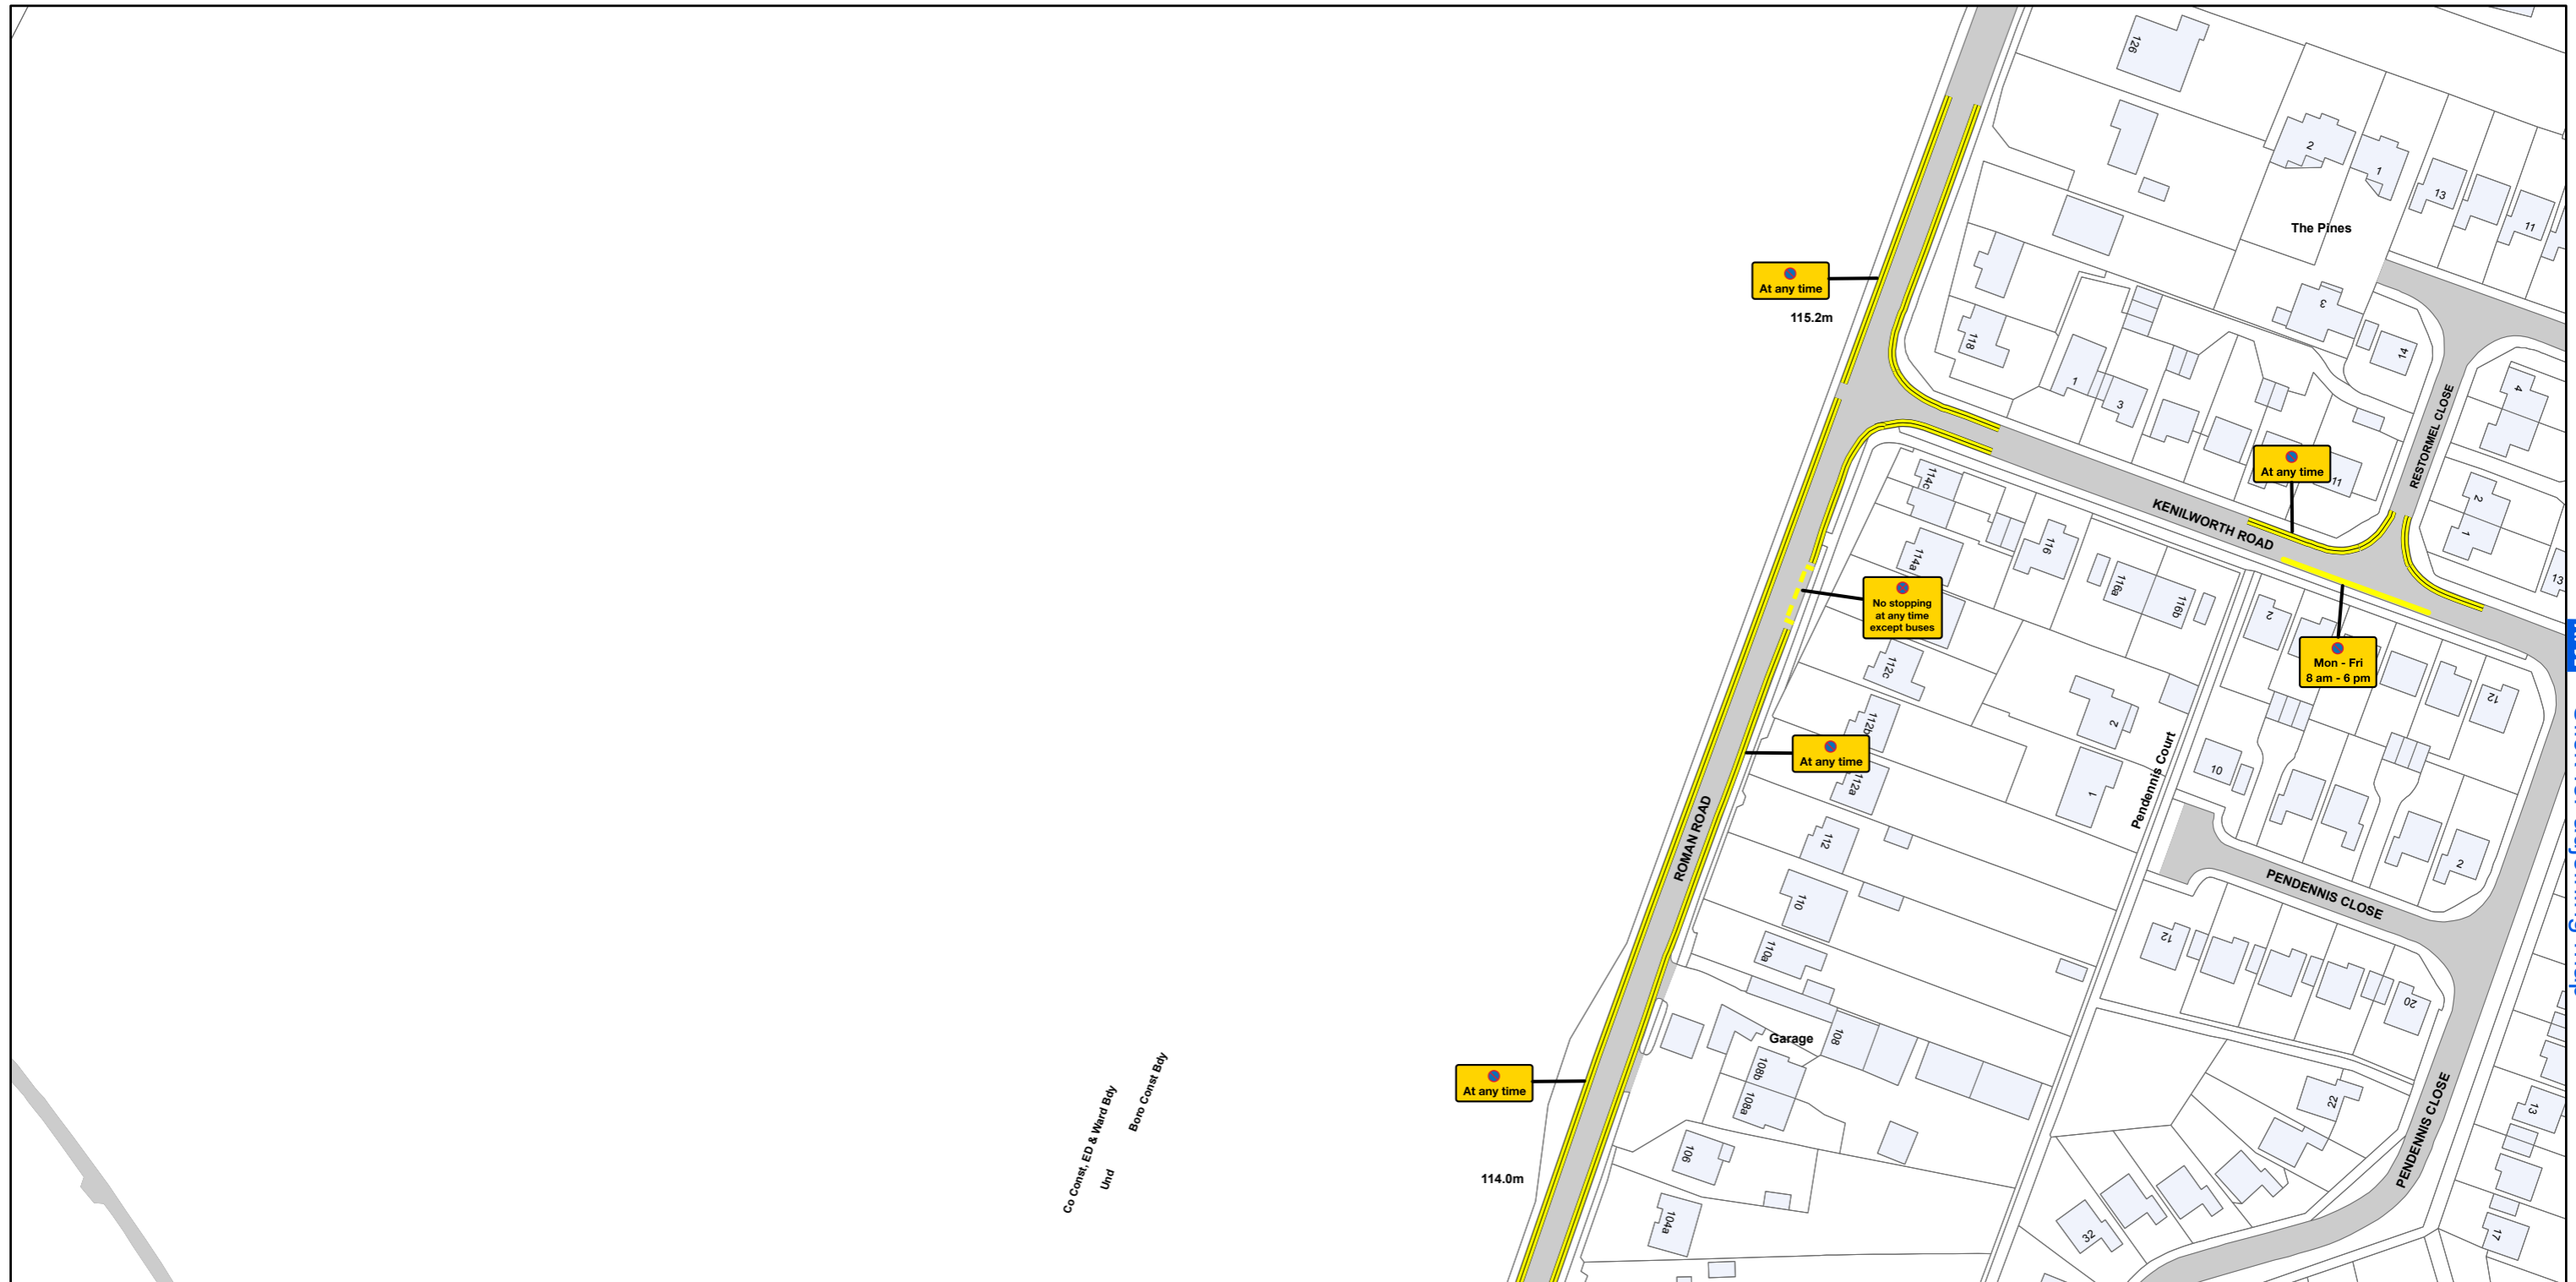 126
2
1
13
11
The Pines
At any time
115.2m
3
118
14
1
3
4
RESTORMEL CLOSE
At any time
11
114c
2
KENILWORTH ROAD
1
116
114a
13
116a
No stopping
at any time
except buses
116b
2
Mon - Fri
8 am - 6 pm
112c
12
2
112b
At any time
10
112a
1
Pendennis Court
ROMAN ROAD
112
2
PENDENNIS CLOSE
110
12
110a
20
Garage
108
108b
108a
At any time
22
13
PENDENNIS CLOSE
Co Const, ED & Ward Bdy
Boro Const Bdy
Und
106
114.0m
104a
32
17